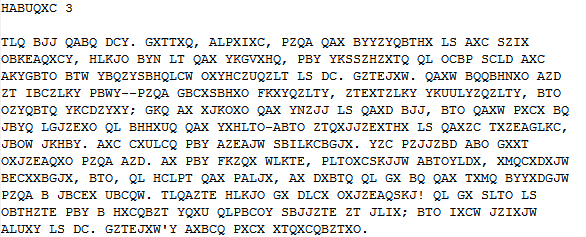 HABUQXC 3
TLQ BJJ QABQ DCY. GXTTXQ, ALPXIXC, PZQA QAX BYYZYQBTHX LS AXC SZIX
OBKEAQXCY, HLKJO BYN LT QAX YKGVXHQ, PBY YKSSZHZXTQ QL OCBP SCLD AXC
AKYGBTO BTW YBQZYSBHQLCW OXYHCZUQZLT LS DC. GZTEJXW. QAXW BQQBHNXO AZD
ZT IBCZLKY PBWY--PZQA GBCXSBHXO FKXYQZLTY, ZTEXTZLKY YKUULZYQZLTY, BTO
OZYQBTQ YKCDZYXY; GKQ AX XJKOXO QAX YNZJJ LS QAXD BJJ, BTO QAXW PXCX BQ
JBYQ LGJZEXO QL BHHXUQ QAX YXHLTO-ABTO ZTQXJJZEXTHX LS QAXZC TXZEAGLKC,
JBOW JKHBY. AXC CXULCQ PBY AZEAJW SBILKCBGJX. YZC PZJJZBD ABO GXXT
OXJZEAQXO PZQA AZD. AX PBY FKZQX WLKTE, PLTOXCSKJJW ABTOYLDX, XMQCXDXJW
BECXXBGJX, BTO, QL HCLPT QAX PALJX, AX DXBTQ QL GX BQ QAX TXMQ BYYXDGJW
PZQA B JBCEX UBCQW. TLQAZTE HLKJO GX DLCX OXJZEAQSKJ! QL GX SLTO LS
OBTHZTE PBY B HXCQBZT YQXU QLPBCOY SBJJZTE ZT JLIX; BTO IXCW JZIXJW
ALUXY LS DC. GZTEJXW'Y AXBCQ PXCX XTQXCQBZTXO.